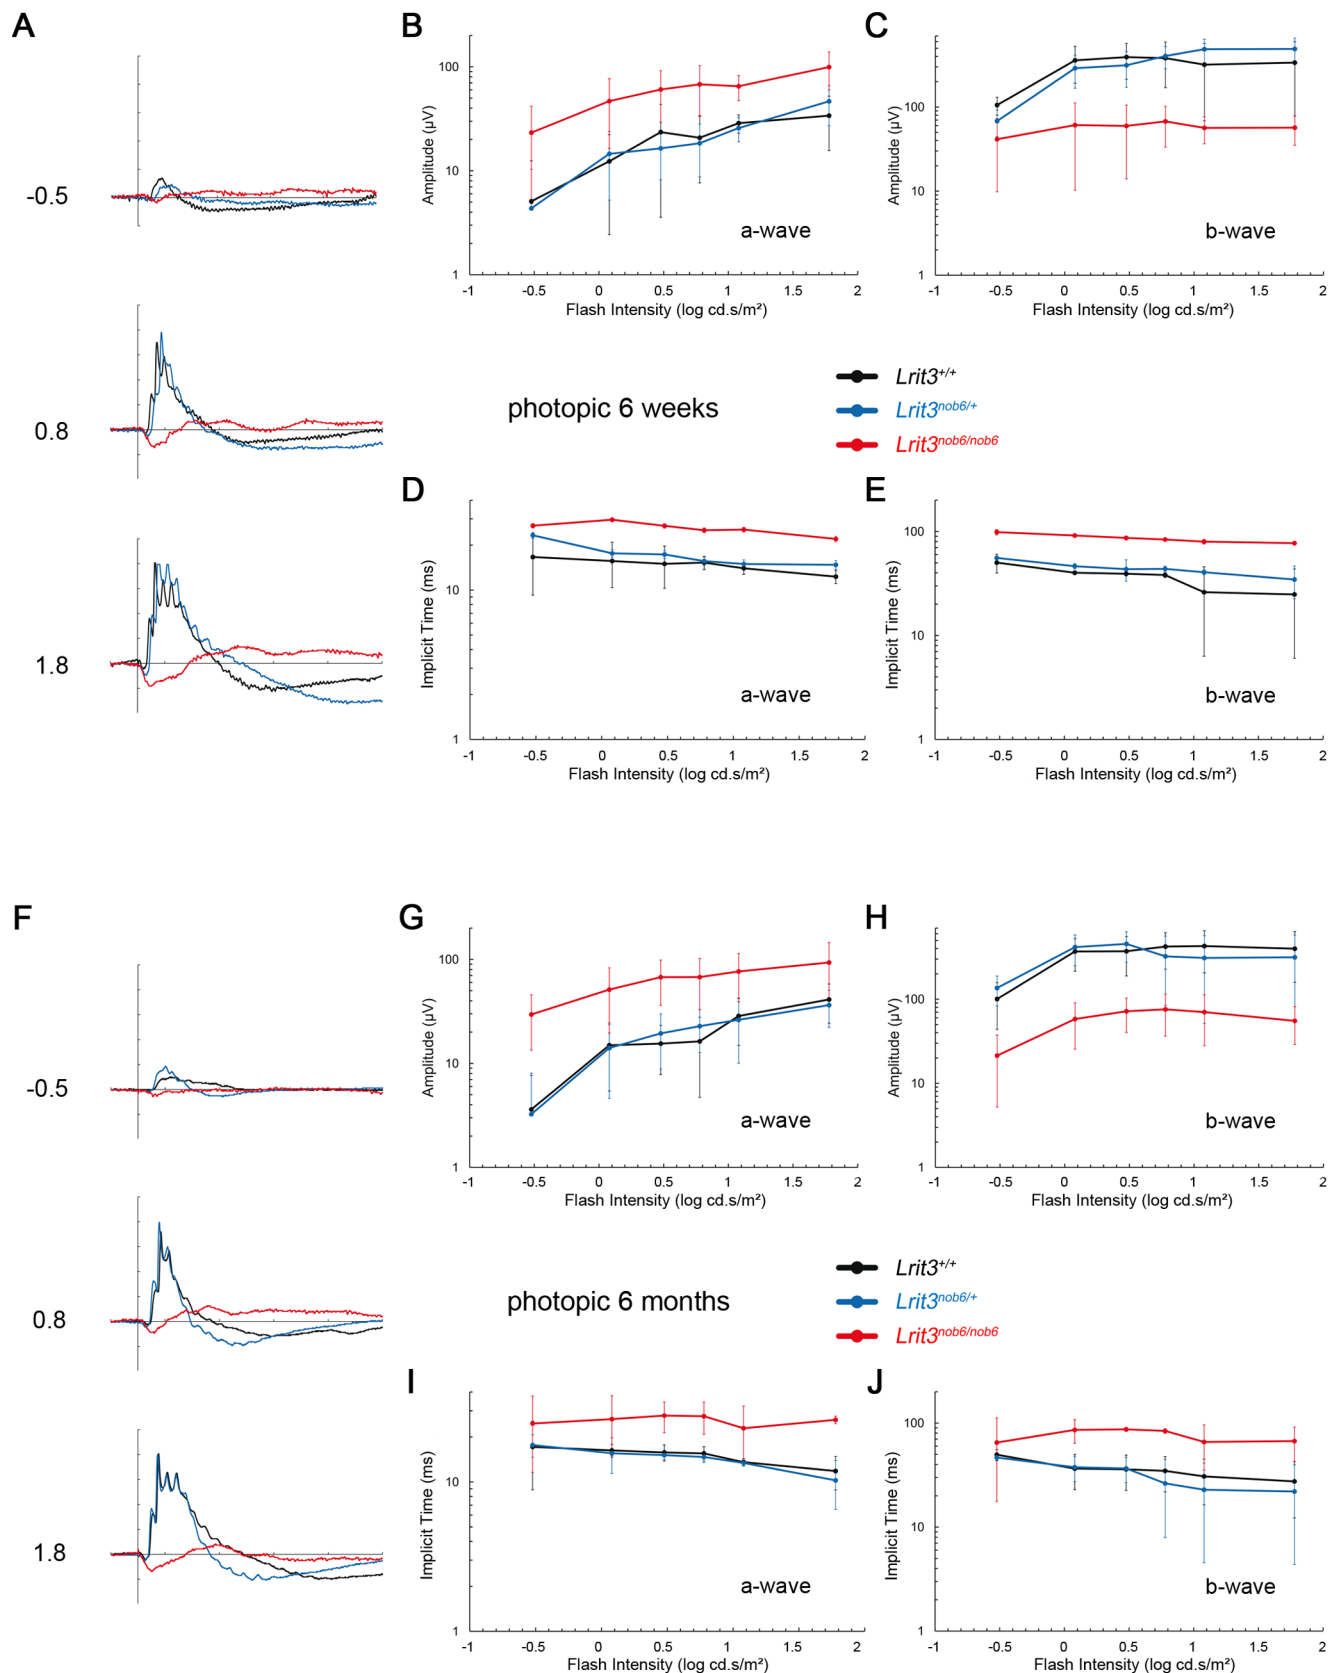 A
-0.5
0.8
1.8
B
Amplitude (µV)
100
10
1
-1 -0.5 0 0.5 1 1.5 2
Flash Intensity (log cd.s/m²)
a-wave
C
Amplitude (µV)
100
10
1
-1 -0.5 0 0.5 1 1.5 2
Flash Intensity (log cd.s/m²)
b-wave
photopic 6 weeks
Lrit3+/+
Lrit3nob6/+
Lrit3nob6/nob6
D
Implicit Time (ms)
10
1
-1 -0.5 0 0.5 1 1.5 2
Flash Intensity (log cd.s/m²)
a-wave
E
Implicit Time (ms)
100
10
1
-1 -0.5 0 0.5 1 1.5 2
Flash Intensity (log cd.s/m²)
b-wave
F
-0.5
0.8
1.8
G
Amplitude (µV)
100
10
1
-1 -0.5 0 0.5 1 1.5 2
Flash Intensity (log cd.s/m²)
a-wave
H
Amplitude (µV)
100
10
1
-1 -0.5 0 0.5 1 1.5 2
Flash Intensity (log cd.s/m²)
b-wave
photopic 6 months
Lrit3+/+
Lrit3nob6/+
Lrit3nob6/nob6
I
Implicit Time (ms)
10
1
-1 -0.5 0 0.5 1 1.5 2
Flash Intensity (log cd.s/m²)
a-wave
J
Implicit Time (ms)
100
10
1
-1 -0.5 0 0.5 1 1.5 2
Flash Intensity (log cd.s/m²)
b-wave